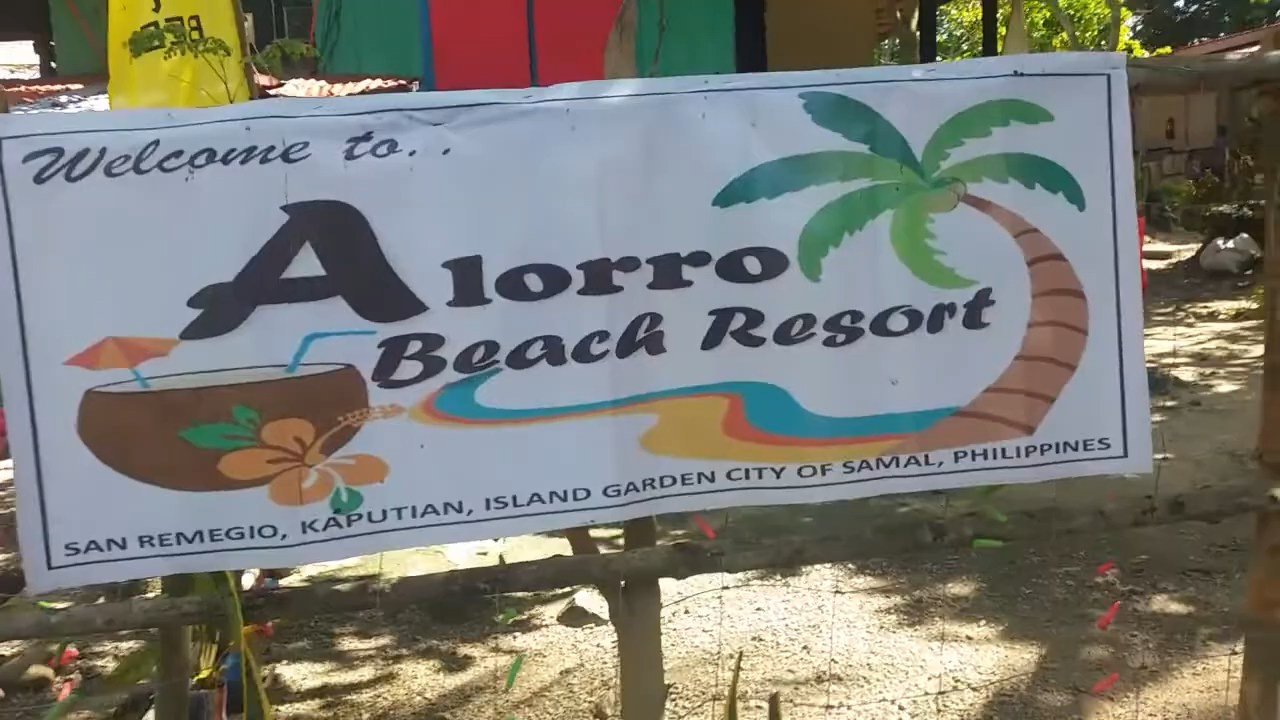 Welcome to..
Alorro
Beach Resort
SAN REMEGIO, KAPUTIAN, ISLAND GARDEN CITY OF SAMAL, PHILIPPINES